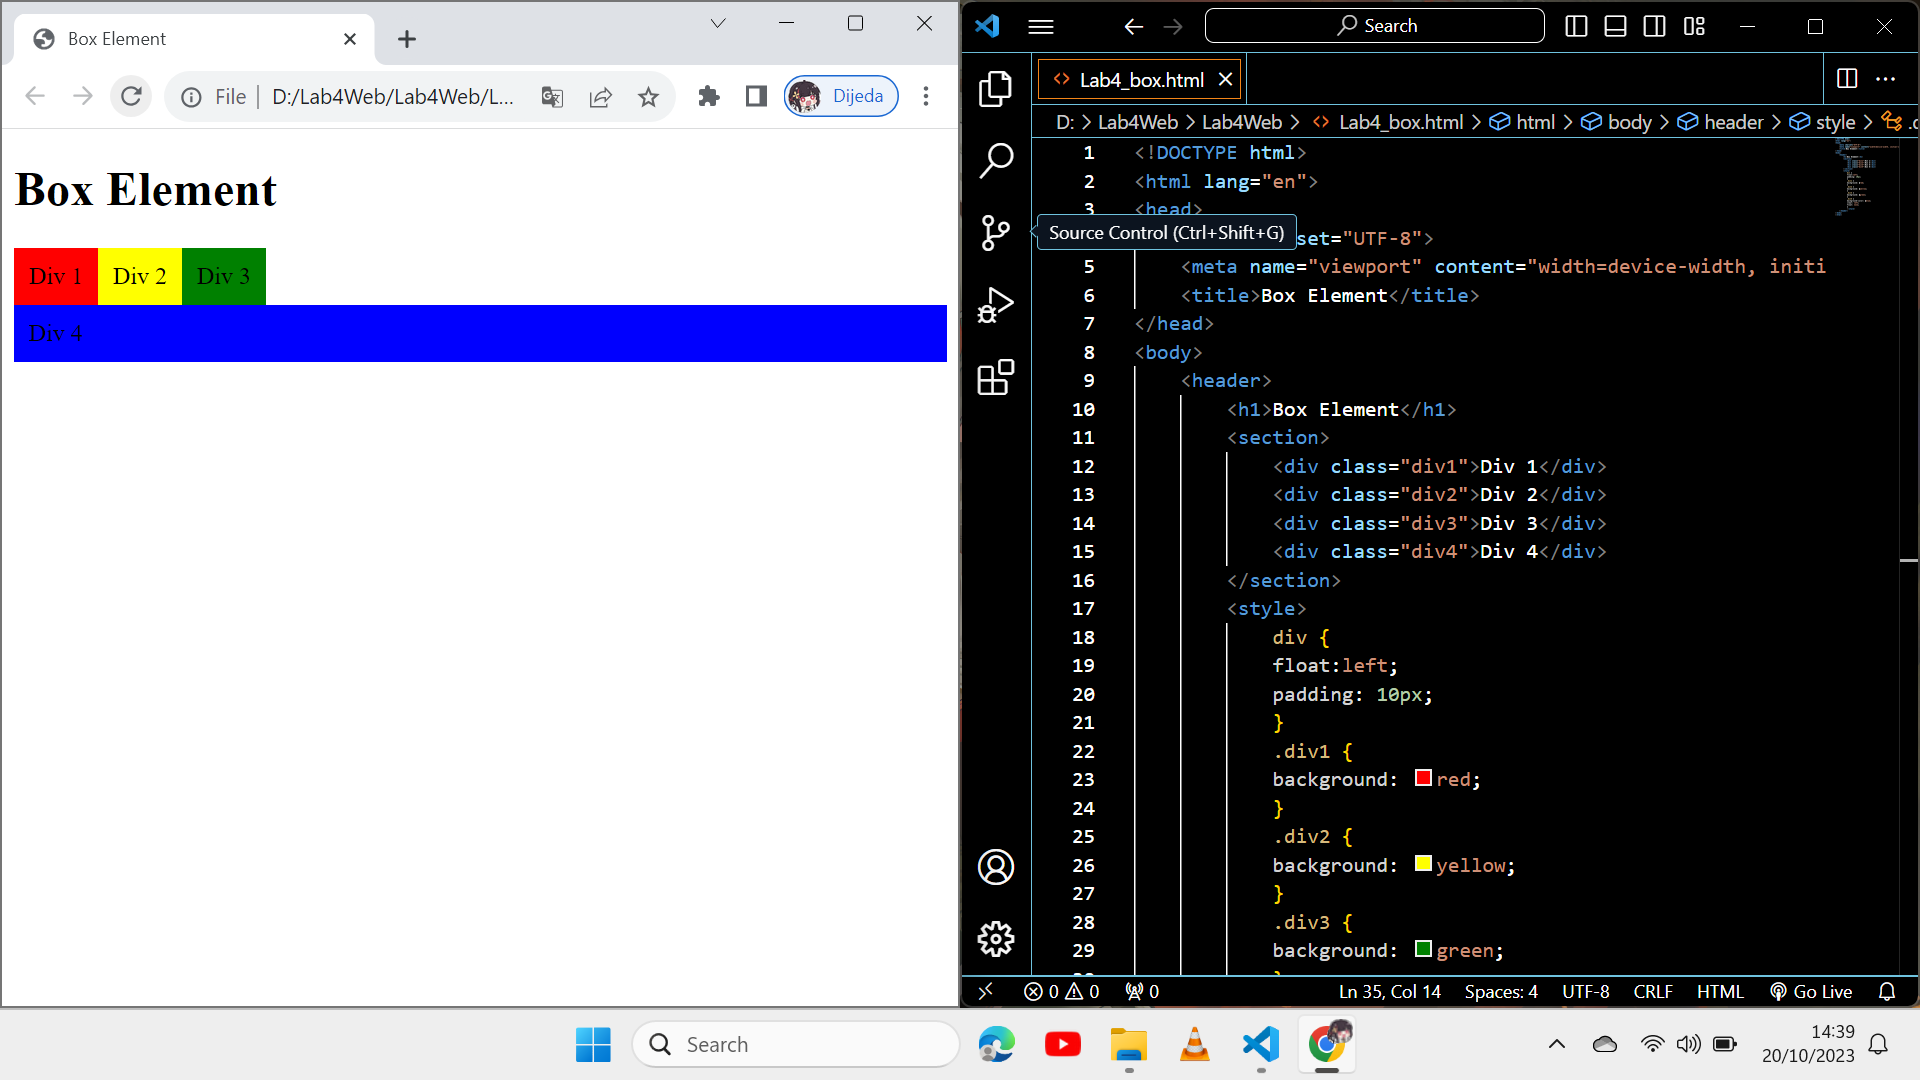 Box Element
File
D:/Lab4Web/Lab4Web/L...
Dijeda
Box Element
Div 1
Div 2
Div 3
Div 4
Search
Lab4_box.html
D: > Lab4Web > Lab4Web > Lab4_box.html > html > body > header > style >
1 <!DOCTYPE html>
2 <html lang="en">
3 <head>
Source Control (Ctrl+Shift+G)
set="UTF-8">
5 <meta name="viewport" content="width=device-width, initi
6 <title>Box Element</title>
7 </head>
8 <body>
9 <header>
10 <h1>Box Element</h1>
11 <section>
12 <div class="div1">Div 1</div>
13 <div class="div2">Div 2</div>
14 <div class="div3">Div 3</div>
15 <div class="div4">Div 4</div>
16 </section>
17 <style>
18 div {
19 float:left;
20 padding: 10px;
21 }
22 .div1 {
23 background: red;
24 }
25 .div2 {
26 background: yellow;
27 }
28 .div3 {
29 background: green;
0 0 0
Ln 35, Col 14
Spaces: 4
UTF-8
CRLF
HTML
Go Live
Search
14:39
20/10/2023